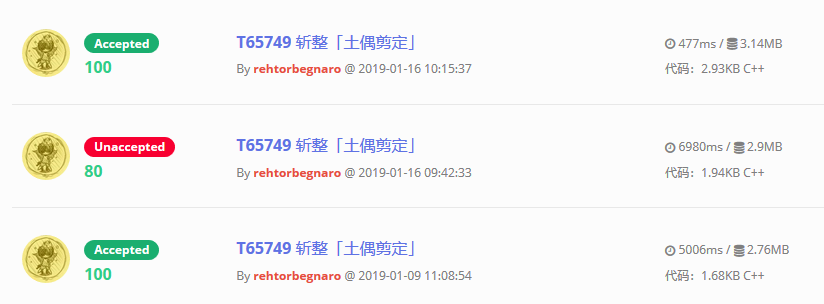 Accepted
100
T65749 斩整「土偶剪定」
By rehtorbegnaro @ 2019-01-16 10:15:37
477ms / 3.14MB
代码：2.93KB C++
Unaccepted
80
T65749 斩整「土偶剪定」
By rehtorbegnaro @ 2019-01-16 09:42:33
6980ms / 2.9MB
代码：1.94KB C++
Accepted
100
T65749 斩整「土偶剪定」
By rehtorbegnaro @ 2019-01-09 11:08:54
5006ms / 2.76MB
代码：1.68KB C++